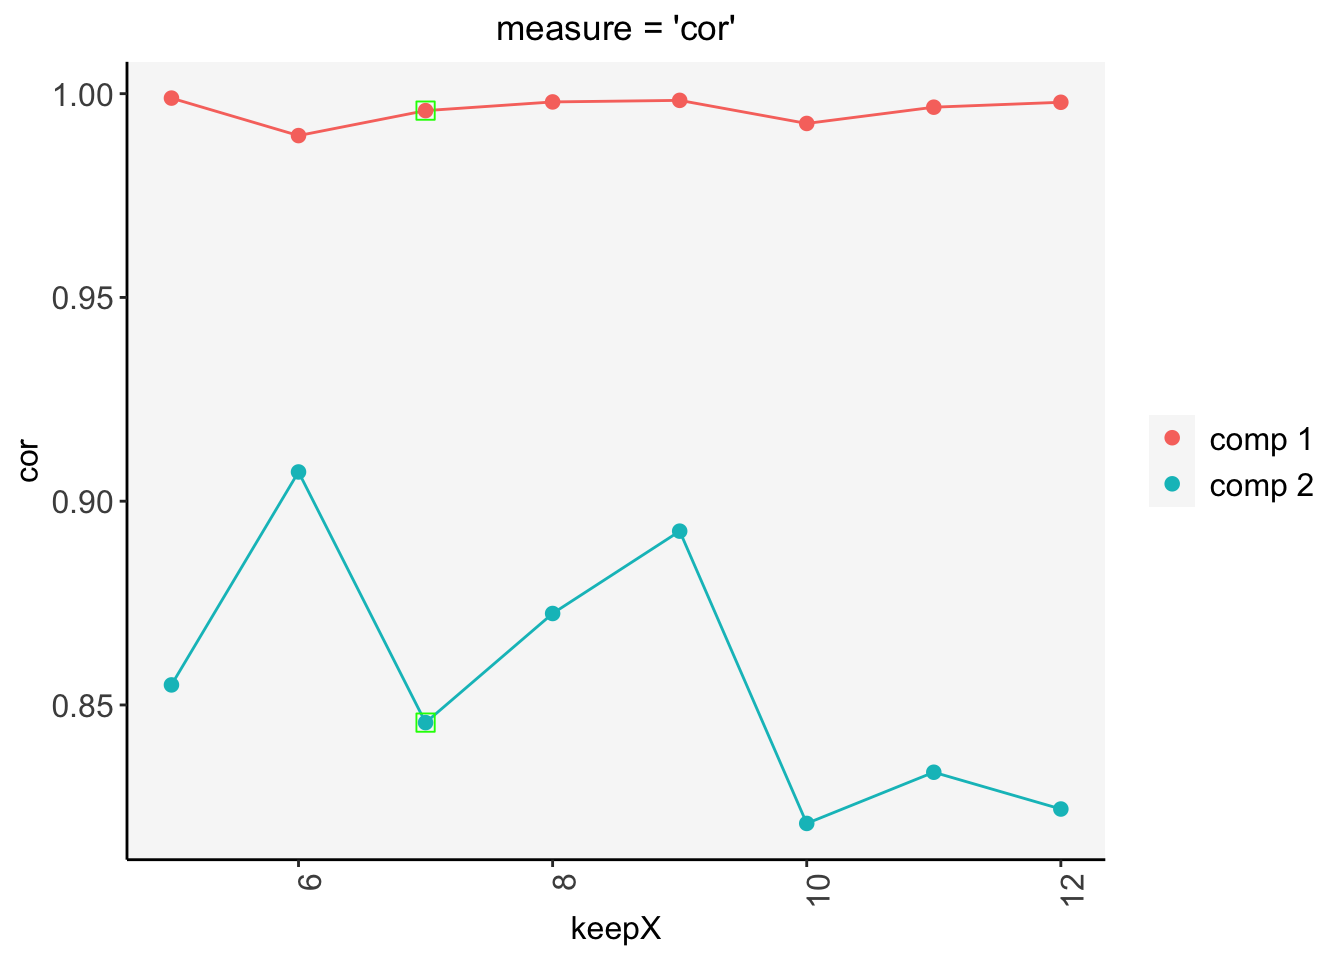 measure = 'cor'
1.00
0.95
0.90
0.85
cor
6
8
10
12
keepX
comp 1
comp 2